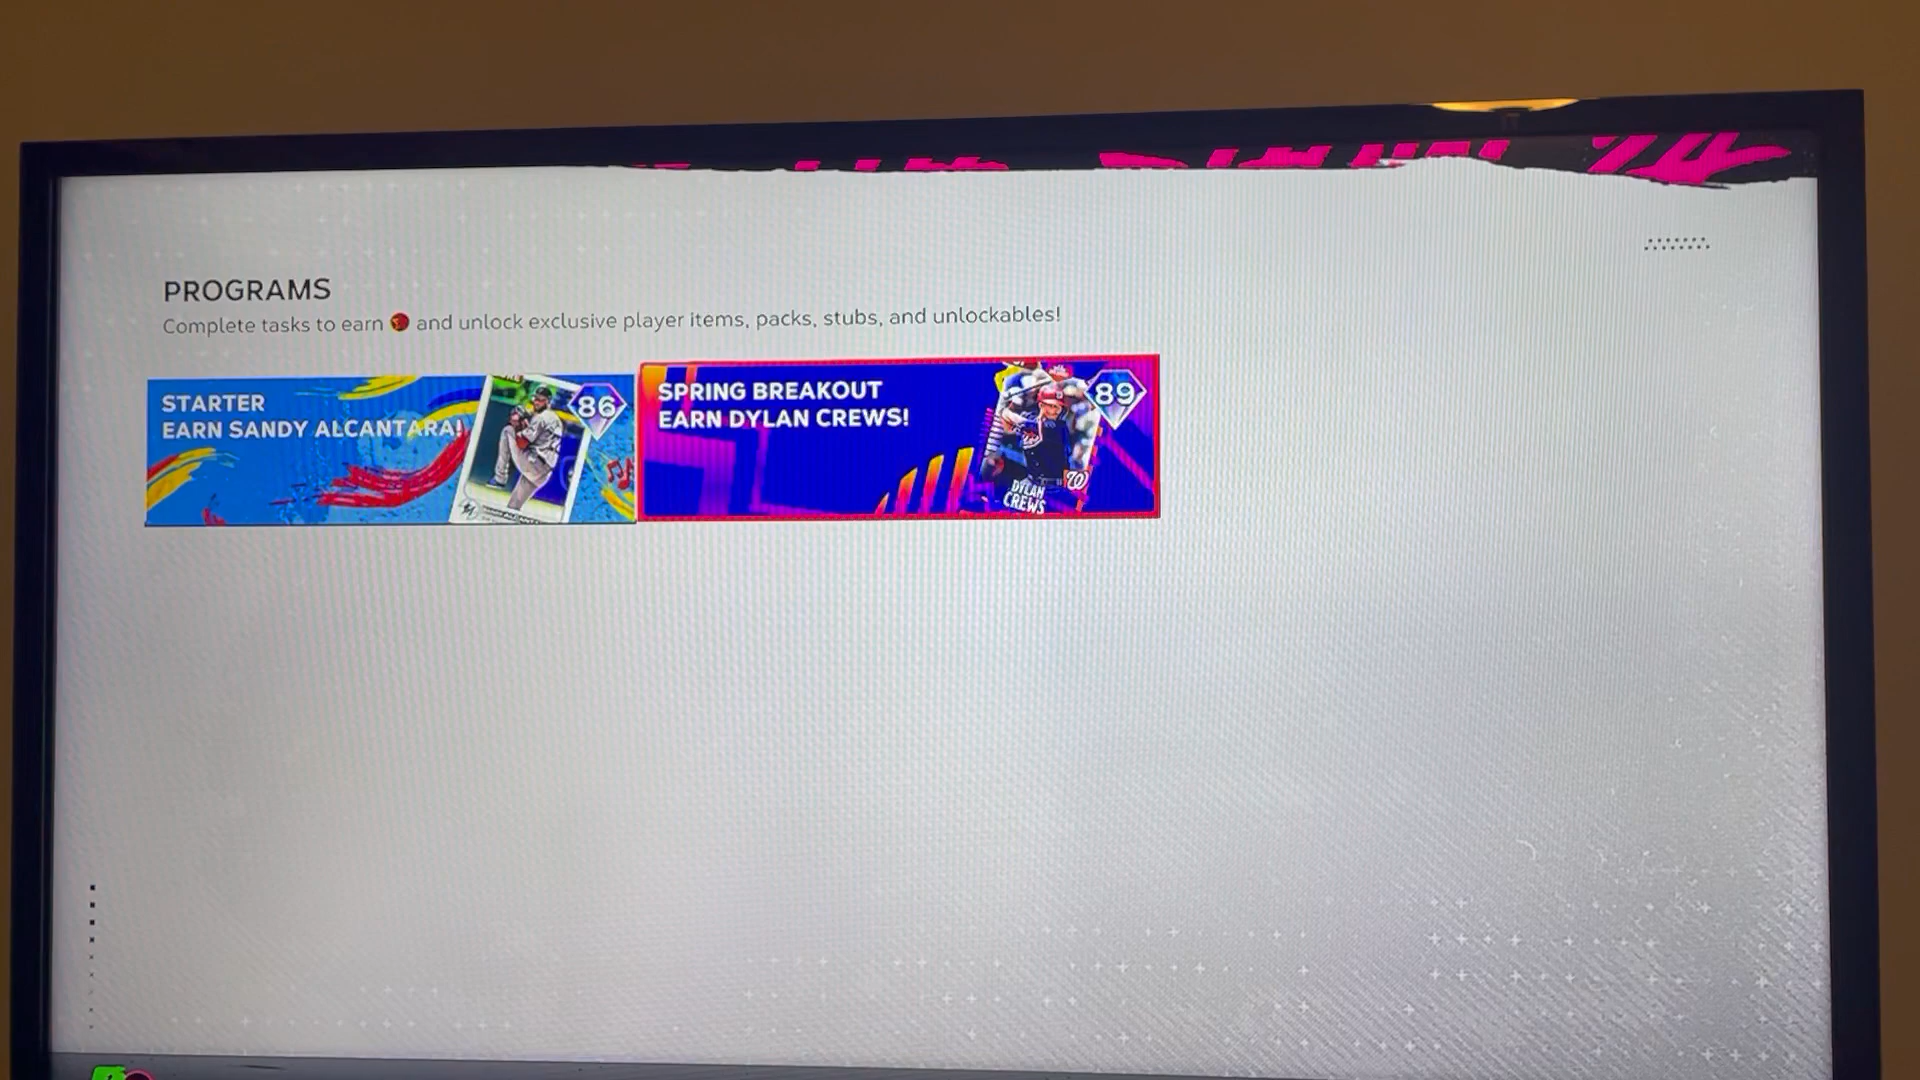 PROGRAMS
Complete tasks to earn and unlock exclusive player items, packs, stubs, and unlockables!
STARTER
EARN SANDY ALCANTARA!
86
SPRING BREAKOUT
EARN DYLAN CREWS!
89
DYLAN
CREWS
W